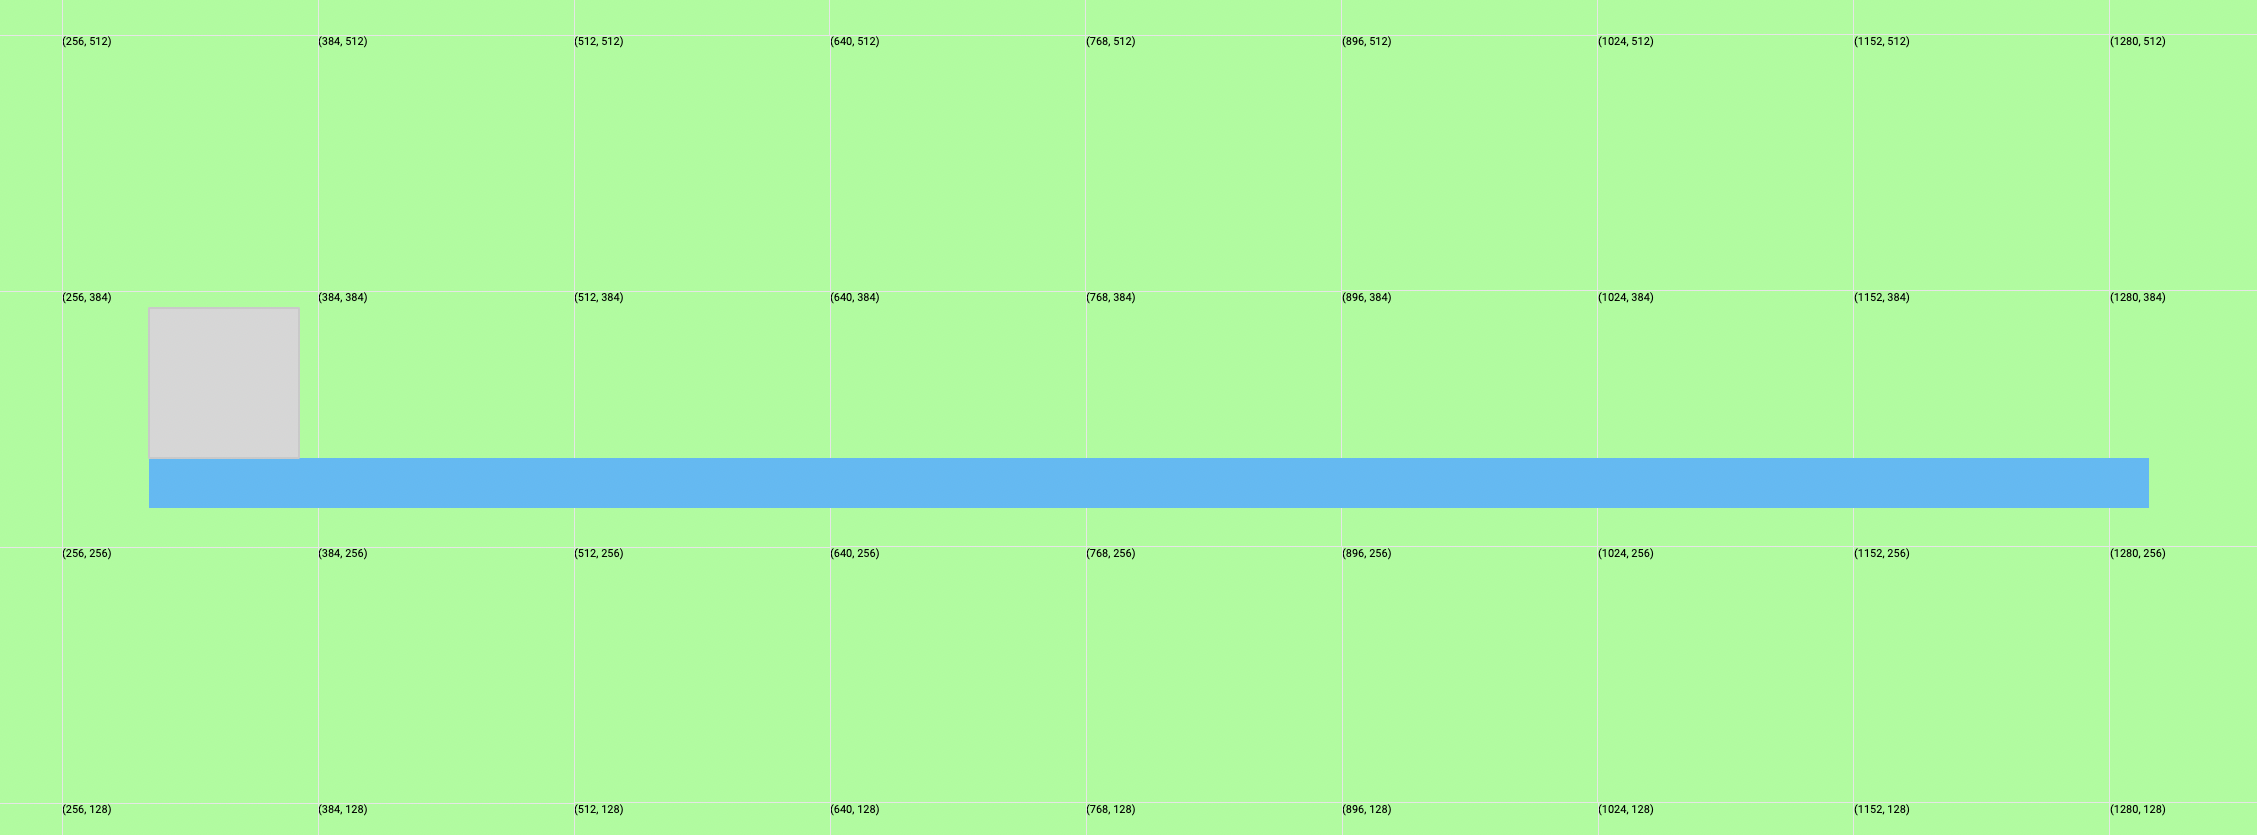 (256, 512) (384, 512) (512, 512) (640, 512) (768, 512) (896, 512) (1024, 512) (1152, 512) (1280, 512)
(256, 384) (384, 384) (512, 384) (640, 384) (768, 384) (896, 384) (1024, 384) (1152, 384) (1280, 384)
(256, 256) (384, 256) (512, 256) (640, 256) (768, 256) (896, 256) (1024, 256) (1152, 256) (1280, 256)
(256, 128) (384, 128) (512, 128) (640, 128) (768, 128) (896, 128) (1024, 128) (1152, 128) (1280, 128)